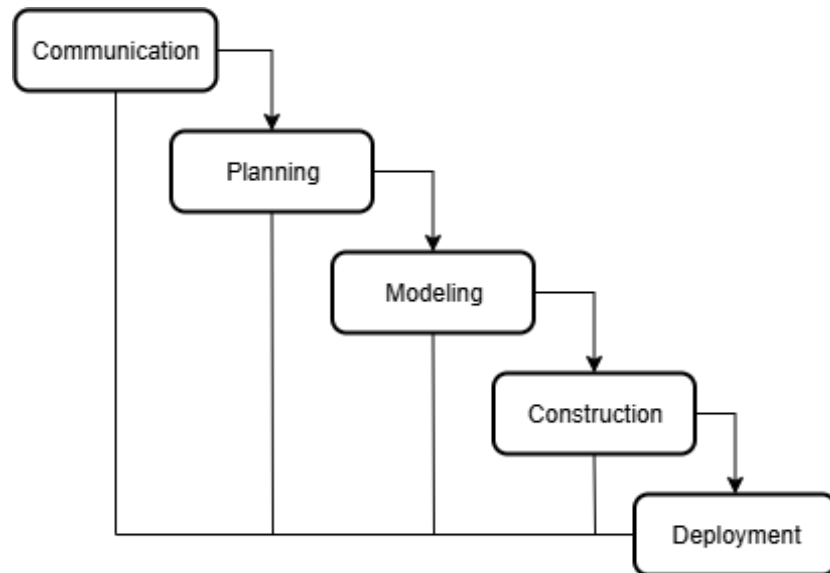 Communication
Planning
Modeling
Construction
Deployment